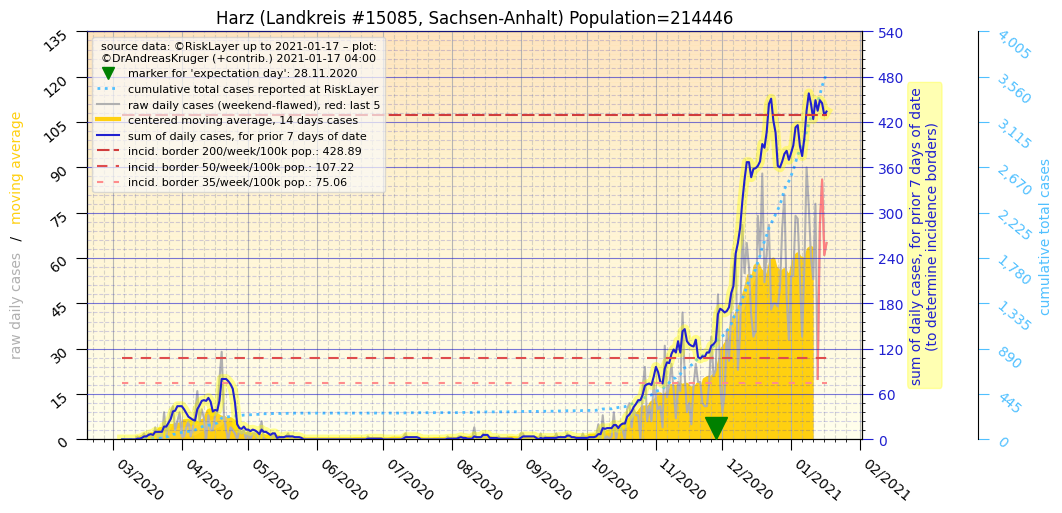 Harz (Landkreis #15085, Sachsen-Anhalt) Population=214446
source data: ©RiskLayer up to 2021-01-17 – plot:
©DrAndreasKruger (+contrib.) 2021-01-17 04:00
marker for 'expectation day': 28.11.2020
cumulative total cases reported at RiskLayer
raw daily cases (weekend-flawed), red: last 5
centered moving average, 14 days cases
sum of daily cases, for prior 7 days of date
incid. border 200/week/100k pop.: 428.89
incid. border 50/week/100k pop.: 107.22
incid. border 35/week/100k pop.: 75.06
raw daily cases / moving average
135
120
105
90
75
60
45
30
15
0
03/2020
04/2020
05/2020
06/2020
07/2020
08/2020
09/2020
10/2020
11/2020
12/2020
01/2021
02/2021
540
480
420
360
300
240
180
120
60
0
sum of daily cases, for prior 7 days of date
(to determine incidence borders)
4,005
3,560
3,115
2,670
2,225
1,780
1,335
890
445
0
cumulative total cases